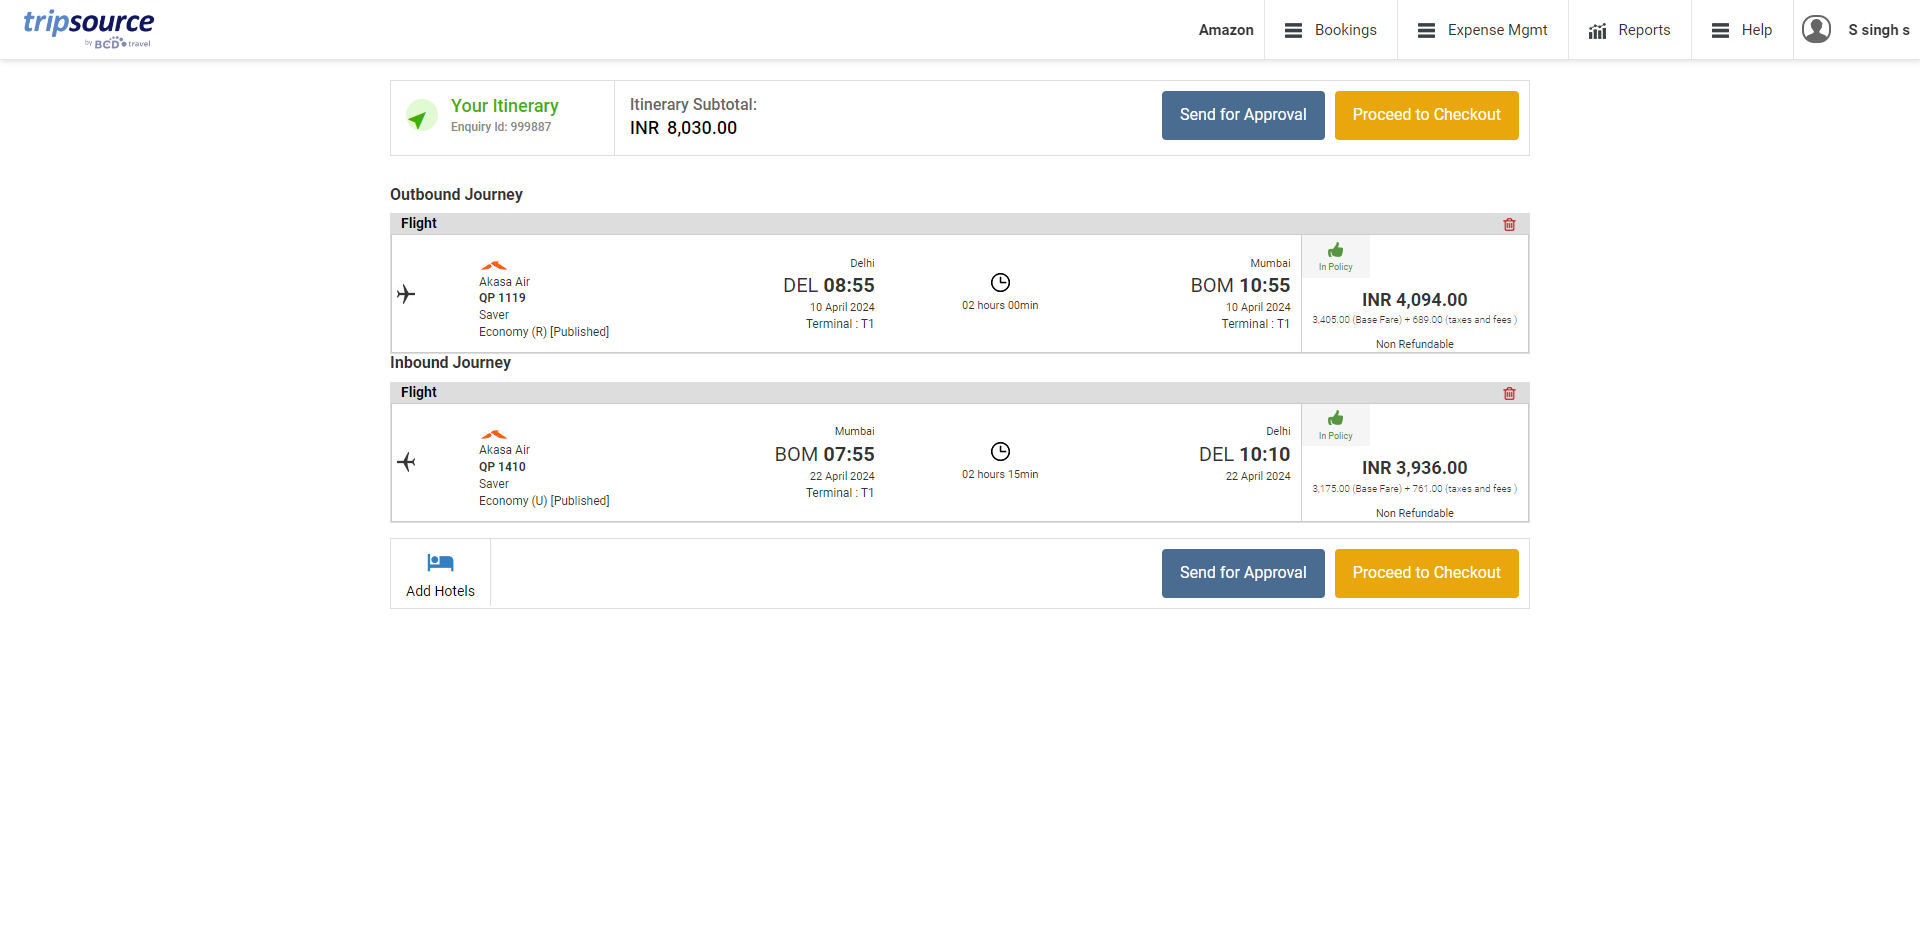 tripsource
by BCD travel
Amazon
Bookings
Expense Mgmt
Reports
Help
S singh s
Your Itinerary
Enquiry Id: 999887
Itinerary Subtotal:
INR 8,030.00
Send for Approval
Proceed to Checkout
Outbound Journey
Flight
Akasa Air
QP 1119
Saver
Economy (R) [Published]
Delhi
DEL 08:55
10 April 2024
Terminal : T1
02 hours 00min
Mumbai
BOM 10:55
10 April 2024
Terminal : T1
In Policy
INR 4,094.00
3,405.00 (Base Fare) + 689.00 (taxes and fees )
Non Refundable
Inbound Journey
Flight
Akasa Air
QP 1410
Saver
Economy (U) [Published]
Mumbai
BOM 07:55
22 April 2024
Terminal : T1
02 hours 15min
Delhi
DEL 10:10
22 April 2024
In Policy
INR 3,936.00
3,175.00 (Base Fare) + 761.00 (taxes and fees )
Non Refundable
Add Hotels
Send for Approval
Proceed to Checkout